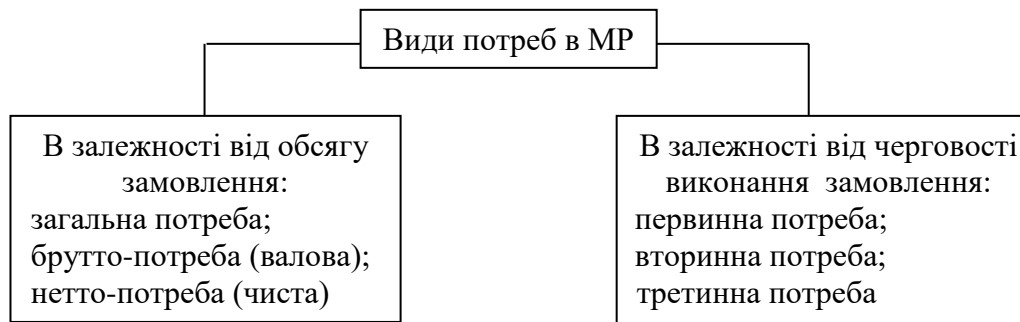 Види потреб в МР
В залежності від обсягу
замовлення:
загальна потреба;
брутто-потреба (валова);
нетто-потреба (чиста)
В залежності від черговості
виконання замовлення:
первинна потреба;
вторинна потреба;
третинна потреба